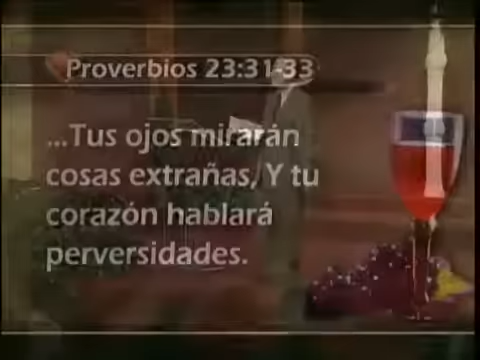 Proverbios 23:31-33
...Tus ojos mirarán
cosas extrañas, Y tu
corazón hablará
perversidades.